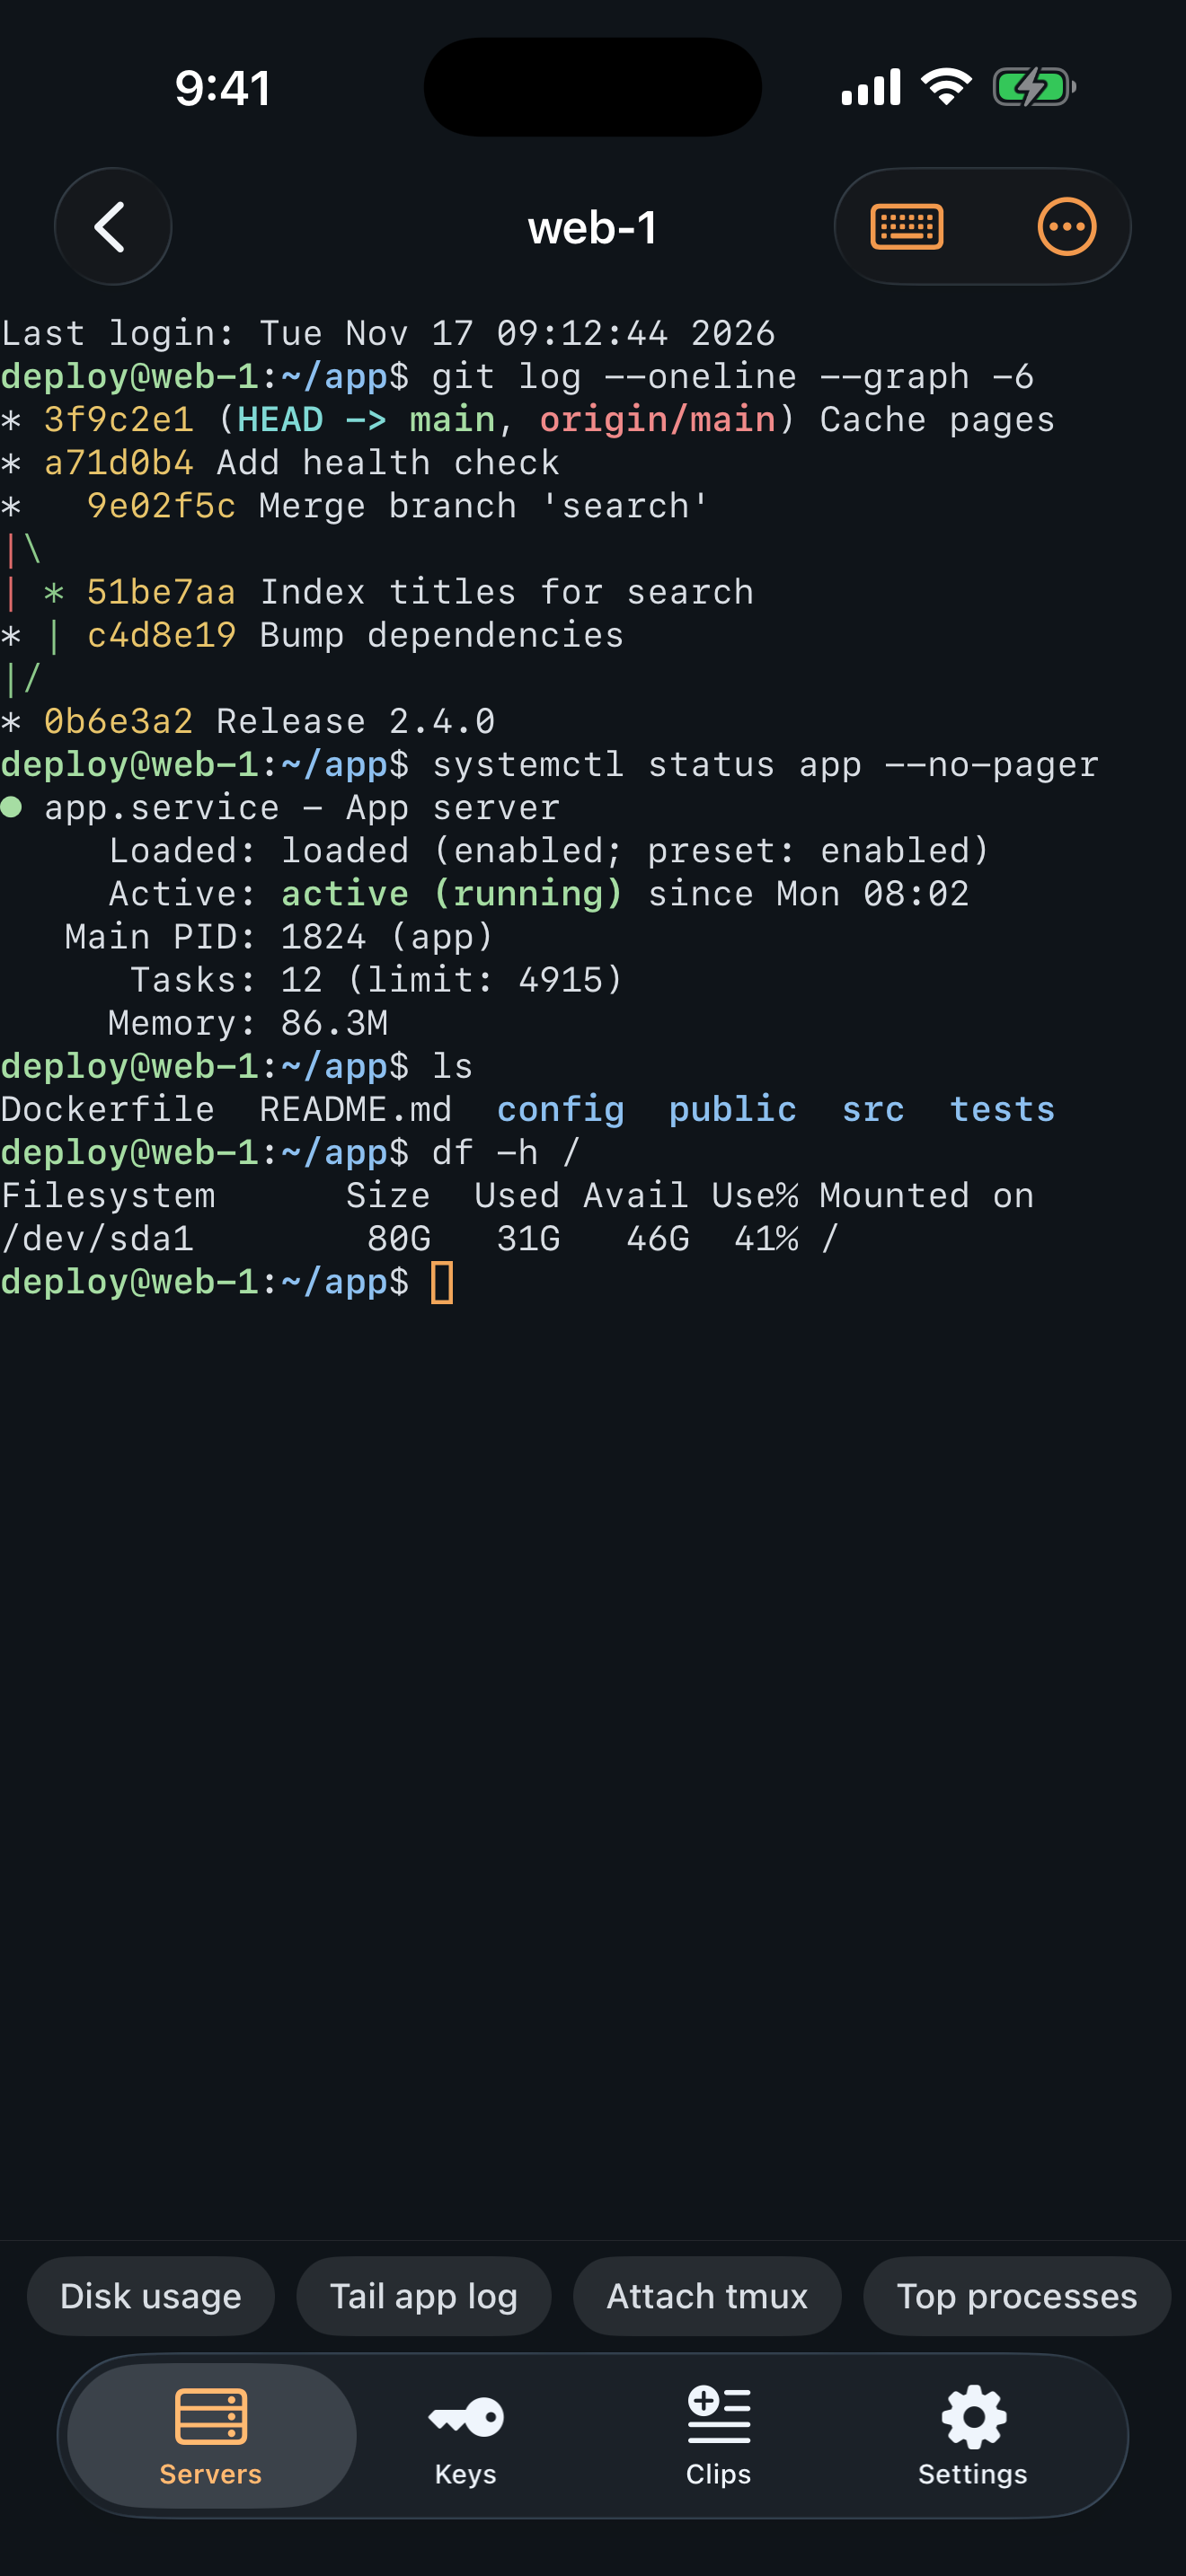 9:41
web-1
Last login: Tue Nov 17 09:12:44 2026
deploy@web-1:~/app$ git log --oneline --graph -6
* 3f9c2e1 (HEAD -> main, origin/main) Cache pages
* a71d0b4 Add health check
*   9e02f5c Merge branch 'search'
|\
| * 51be7aa Index titles for search
* | c4d8e19 Bump dependencies
|/
* 0b6e3a2 Release 2.4.0
deploy@web-1:~/app$ systemctl status app --no-pager
● app.service - App server
     Loaded: loaded (enabled; preset: enabled)
     Active: active (running) since Mon 08:02
   Main PID: 1824 (app)
      Tasks: 12 (limit: 4915)
     Memory: 86.3M
deploy@web-1:~/app$ ls
Dockerfile  README.md  config  public  src  tests
deploy@web-1:~/app$ df -h /
Filesystem      Size  Used Avail Use% Mounted on
/dev/sda1        80G   31G   46G  41% /
deploy@web-1:~/app$
Disk usage  Tail app log  Attach tmux  Top processes
Servers  Keys  Clips  Settings